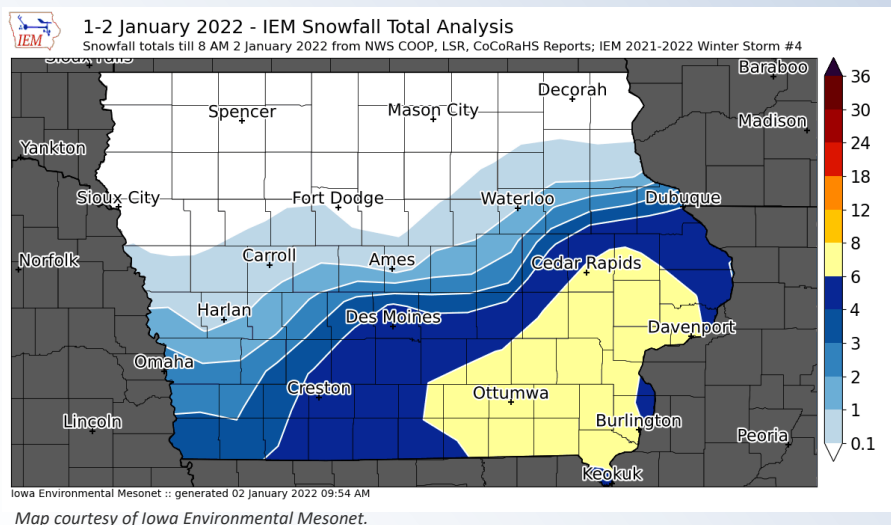 IEM
1-2 January 2022 - IEM Snowfall Total Analysis
Snowfall totals till 8 AM 2 January 2022 from NWS COOP, LSR, CoCoRaHS Reports; IEM 2021-2022 Winter Storm #4
Sioux Falls
Baraboo
36
Decorah
Spencer
Mason City
30
Madison
Yankton
24
Sioux City
Fort Dodge
Waterloo
Dubuque
18
12
Norfolk
Carroll
Ames
Cedar Rapids
8
6
Harlan
Des Moines
Davenport
4
Omaha
3
Creston
Ottumwa
2
Lincoln
Burlington
Peoria
1
0.1
Keokuk
Iowa Environmental Mesonet :: generated 02 January 2022 09:54 AM
Map courtesy of Iowa Environmental Mesonet.